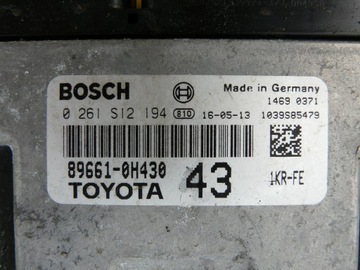 BOSCH Made in Germany
1469 0371
0 261 S12 194 810 16-05-13 1039S85479
89661-0H430 43
TOYOTA 1KR-FE